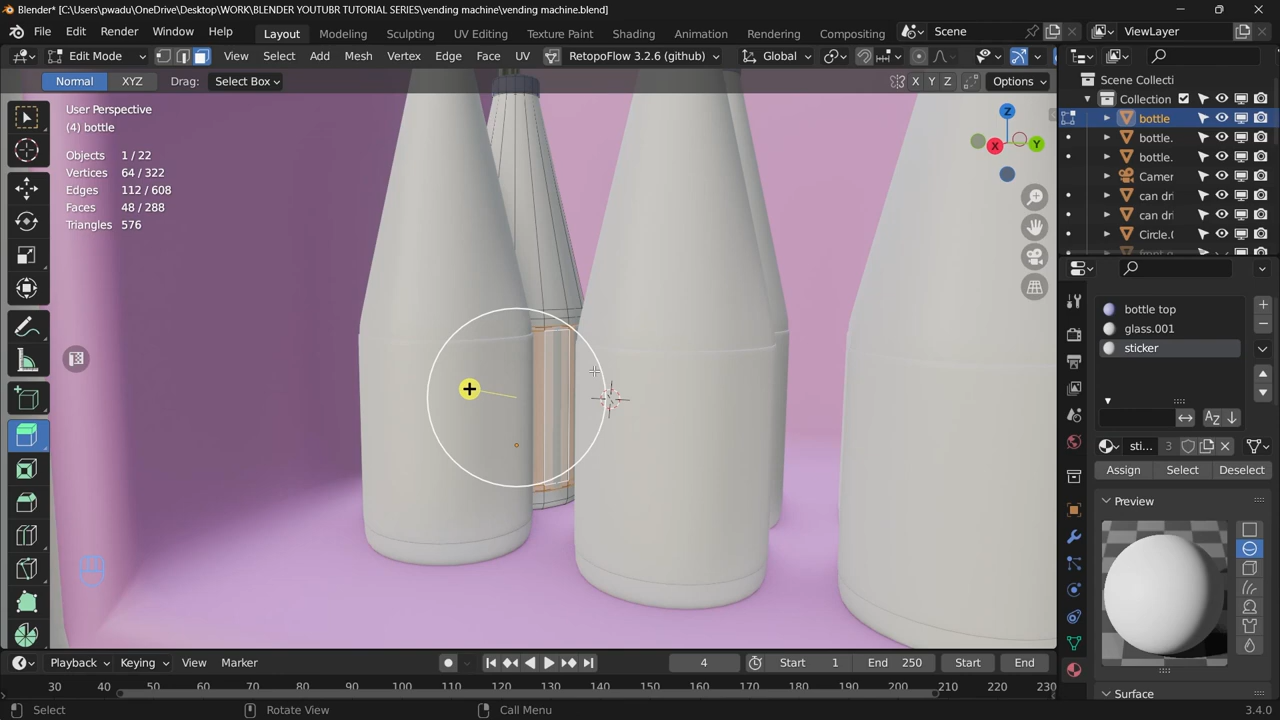 Blender* [C:\Users\pwadu\OneDrive\Desktop\WORK\BLENDER YOUTUBR TUTORIAL SERIES\vending machine\vending machine.blend]
File Edit Render Window Help Layout Modeling Sculpting UV Editing Texture Paint Shading Animation Rendering Compositing Scene ViewLayer
Edit Mode View Select Add Mesh Vertex Edge Face UV RetopoFlow 3.2.6 (github) Global
Normal XYZ Drag: Select Box X Y Z Options
User Perspective
(4) bottle
Objects 1 / 22
Vertices 64 / 322
Edges 112 / 608
Faces 48 / 288
Triangles 576
Z
X Y
Scene Collecti
Collection
bottle
bottle.
bottle.
Camer
can dri
can dri
Circle.(
bottle top
glass.001
sticker
sti... 3
Assign Select Deselect
Preview
Surface
Playback Keying View Marker 4 Start 1 End 250 Start End
30 40 50 60 70 80 90 100 110 120 130 140 150 160 170 180 190 200 210 220 230
Select Rotate View Call Menu 3.4.0